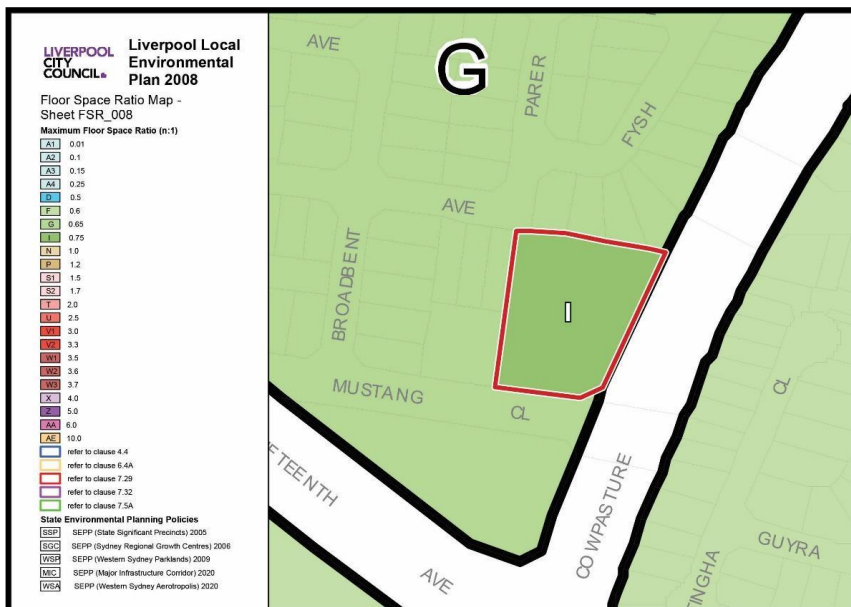 LIVERPOOL
CITY
COUNCIL
Liverpool Local
Environmental
Plan 2008
Floor Space Ratio Map -
Sheet FSR_008
Maximum Floor Space Ratio (n:1)
A1 0.01
A2 0.1
A3 0.15
A4 0.25
D 0.5
F 0.6
G 0.65
I 0.75
N 1.0
P 1.2
S1 1.5
S2 1.7
T 2.0
U 2.5
V1 3.0
V2 3.3
W1 3.5
W2 3.6
W3 3.7
X 4.0
Z 5.0
AA 6.0
AE 10.0
refer to clause 4.4
refer to clause 6.4A
refer to clause 7.29
refer to clause 7.32
refer to clause 7.5A
State Environmental Planning Policies
SSP SEPP (State Significant Precincts) 2005
SGC SEPP (Sydney Regional Growth Centres) 2006
WSP SEPP (Western Sydney Parklands) 2009
MIC SEPP (Major Infrastructure Corridor) 2020
WSA SEPP (Western Sydney Aerotropolis) 2020
AVE
G
PARER
FYSH
AVE
BROADBENT
I
MUSTANG
CL
CL
ETEENTH
AVE
COWPASTURE
GUYRA
TINGHA